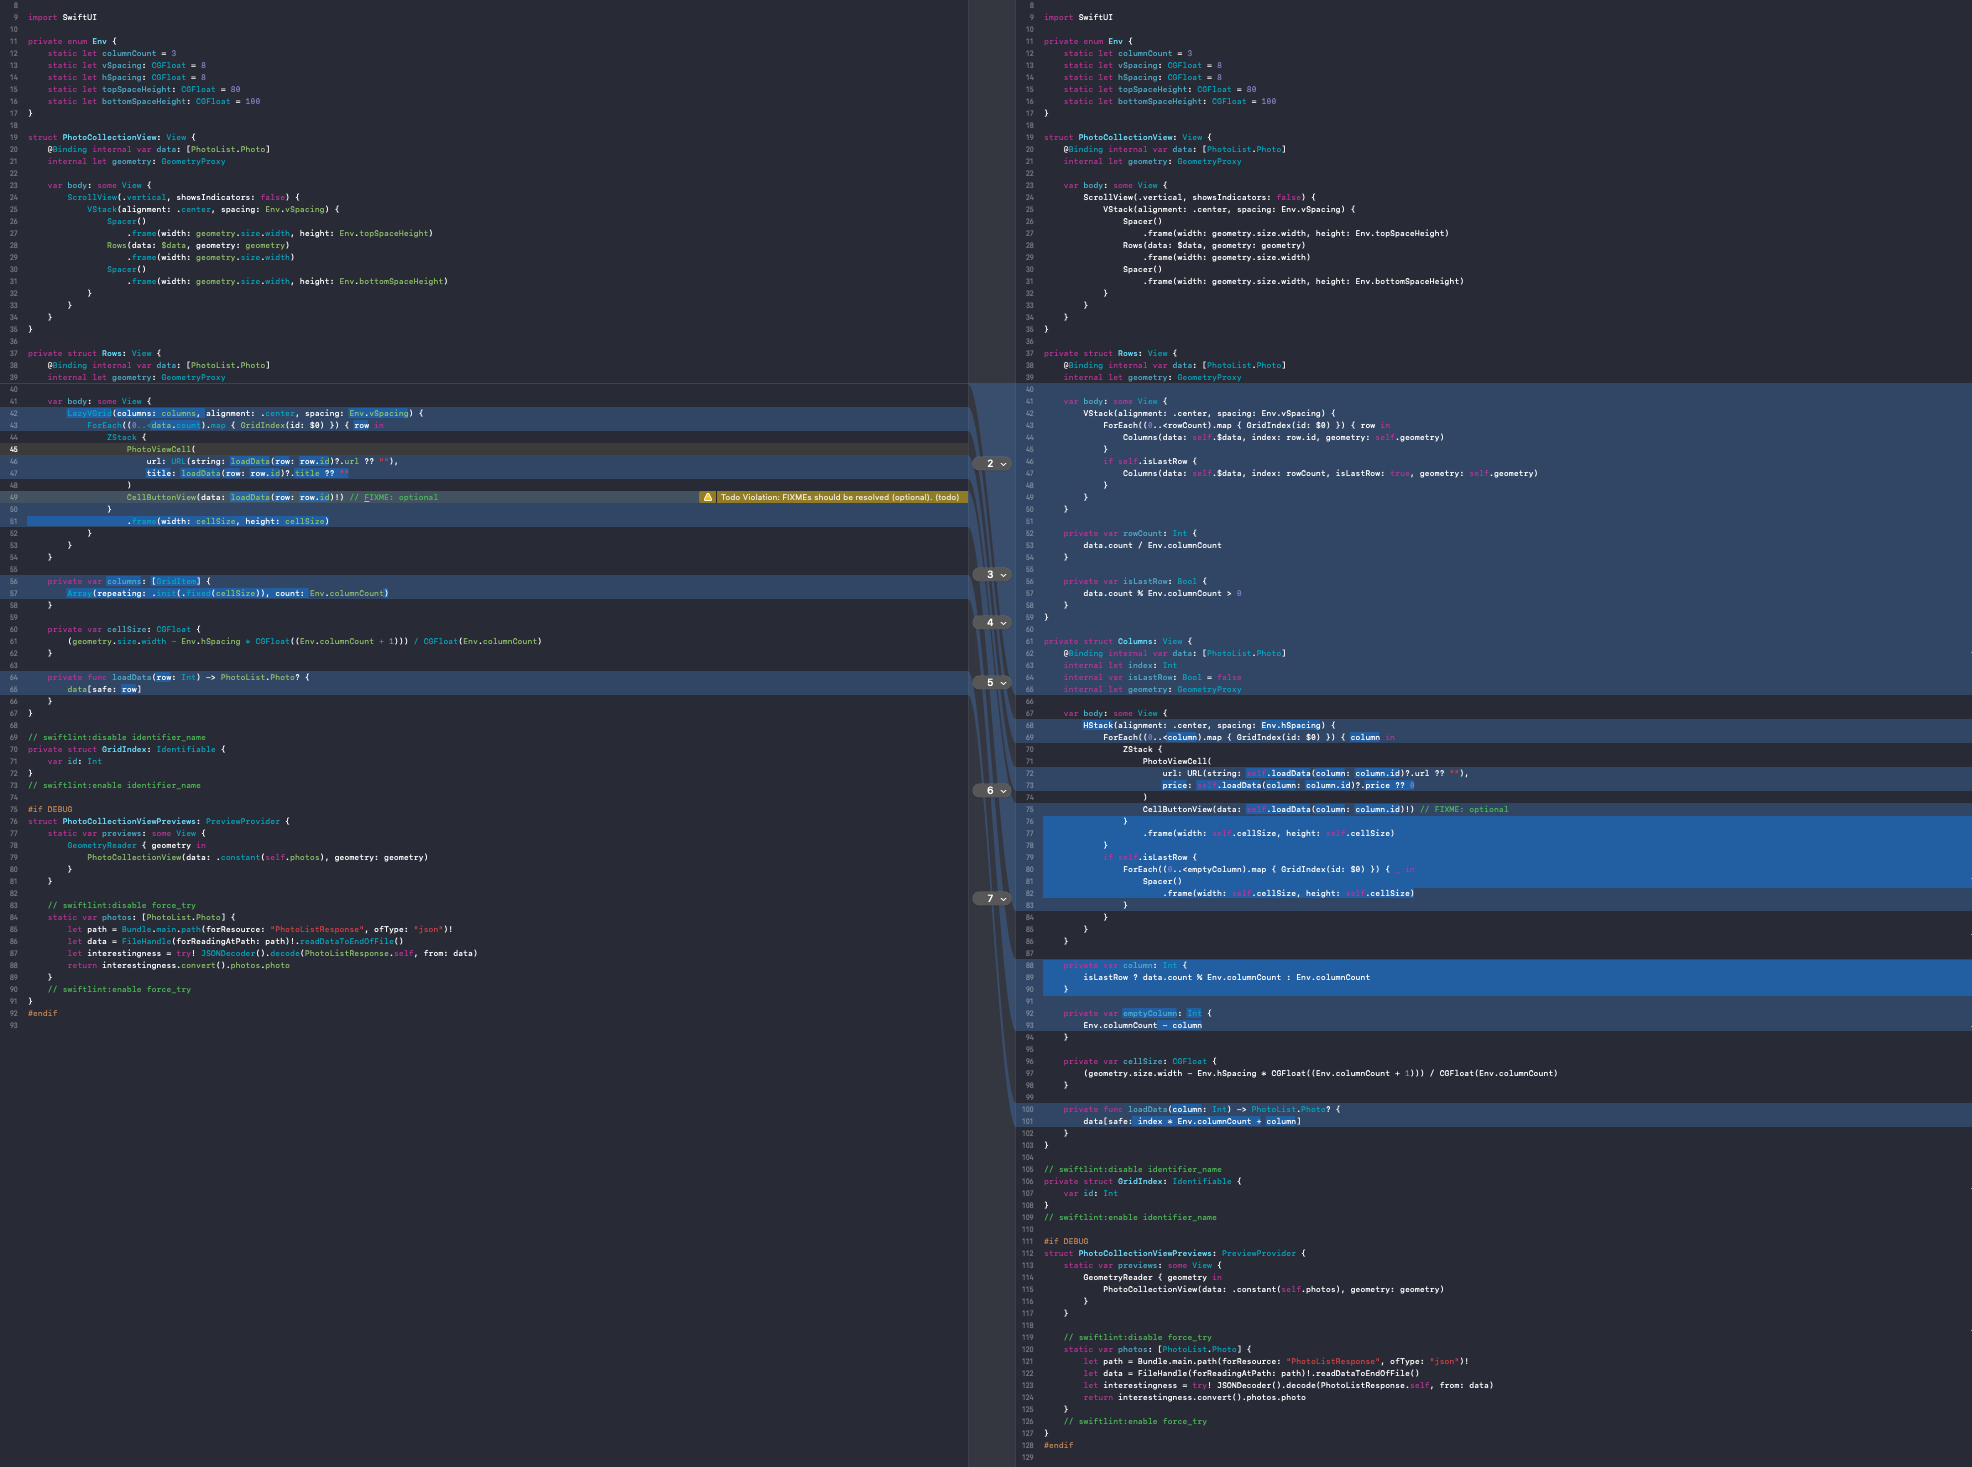 8
9 import SwiftUI
10
11 private enum Env {
12 static let columnCount = 3
13 static let vSpacing: CGFloat = 8
14 static let hSpacing: CGFloat = 8
15 static let topSpaceHeight: CGFloat = 80
16 static let bottomSpaceHeight: CGFloat = 100
17 }
18
19 struct PhotoCollectionView: View {
20 @Binding internal var data: [PhotoList.Photo]
21 internal let geometry: GeometryProxy
22
23 var body: some View {
24 ScrollView(.vertical, showsIndicators: false) {
25 VStack(alignment: .center, spacing: Env.vSpacing) {
26 Spacer()
27 .frame(width: geometry.size.width, height: Env.topSpaceHeight)
28 Rows(data: $data, geometry: geometry)
29 .frame(width: geometry.size.width)
30 Spacer()
31 .frame(width: geometry.size.width, height: Env.bottomSpaceHeight)
32 }
33 }
34 }
35 }
36
37 private struct Rows: View {
38 @Binding internal var data: [PhotoList.Photo]
39 internal let geometry: GeometryProxy
40
41 var body: some View {
42 LazyVGrid(columns: columns, alignment: .center, spacing: Env.vSpacing) {
43 ForEach((0..<data.count).map { GridIndex(id: $0) }) { row in
44 ZStack {
45 PhotoViewCell(
46 url: URL(string: loadData(row: row.id)?.url ?? ""),
47 title: loadData(row: row.id)?.title ?? ""
48 )
49 CellButtonView(data: loadData(row: row.id)!) // FIXME: optional
Todo Violation: FIXMEs should be resolved (optional). (todo)
50 }
51 .frame(width: cellSize, height: cellSize)
52 }
53 }
54 }
55
56 private var columns: [GridItem] {
57 Array(repeating: .init(.fixed(cellSize)), count: Env.columnCount)
58 }
59
60 private var cellSize: CGFloat {
61 (geometry.size.width - Env.hSpacing * CGFloat((Env.columnCount + 1))) / CGFloat(Env.columnCount)
62 }
63
64 private func loadData(row: Int) -> PhotoList.Photo? {
65 data[safe: row]
66 }
67 }
68
69 // swiftlint:disable identifier_name
70 private struct GridIndex: Identifiable {
71 var id: Int
72 }
73 // swiftlint:enable identifier_name
74
75 #if DEBUG
76 struct PhotoCollectionViewPreviews: PreviewProvider {
77 static var previews: some View {
78 GeometryReader { geometry in
79 PhotoCollectionView(data: .constant(self.photos), geometry: geometry)
80 }
81 }
82
83 // swiftlint:disable force_try
84 static var photos: [PhotoList.Photo] {
85 let path = Bundle.main.path(forResource: "PhotoListResponse", ofType: "json")!
86 let data = FileHandle(forReadingAtPath: path)!.readDataToEndOfFile()
87 let interestingness = try! JSONDecoder().decode(PhotoListResponse.self, from: data)
88 return interestingness.convert().photos.photo
89 }
90 // swiftlint:enable force_try
91 }
92 #endif
93
2
3
4
5
6
7
8
9 import SwiftUI
10
11 private enum Env {
12 static let columnCount = 3
13 static let vSpacing: CGFloat = 8
14 static let hSpacing: CGFloat = 8
15 static let topSpaceHeight: CGFloat = 80
16 static let bottomSpaceHeight: CGFloat = 100
17 }
18
19 struct PhotoCollectionView: View {
20 @Binding internal var data: [PhotoList.Photo]
21 internal let geometry: GeometryProxy
22
23 var body: some View {
24 ScrollView(.vertical, showsIndicators: false) {
25 VStack(alignment: .center, spacing: Env.vSpacing) {
26 Spacer()
27 .frame(width: geometry.size.width, height: Env.topSpaceHeight)
28 Rows(data: $data, geometry: geometry)
29 .frame(width: geometry.size.width)
30 Spacer()
31 .frame(width: geometry.size.width, height: Env.bottomSpaceHeight)
32 }
33 }
34 }
35 }
36
37 private struct Rows: View {
38 @Binding internal var data: [PhotoList.Photo]
39 internal let geometry: GeometryProxy
40
41 var body: some View {
42 VStack(alignment: .center, spacing: Env.vSpacing) {
43 ForEach((0..<rowCount).map { GridIndex(id: $0) }) { row in
44 Columns(data: self.$data, index: row.id, geometry: self.geometry)
45 }
46 if self.isLastRow {
47 Columns(data: self.$data, index: rowCount, isLastRow: true, geometry: self.geometry)
48 }
49 }
50 }
51
52 private var rowCount: Int {
53 data.count / Env.columnCount
54 }
55
56 private var isLastRow: Bool {
57 data.count % Env.columnCount > 0
58 }
59 }
60
61 private struct Columns: View {
62 @Binding internal var data: [PhotoList.Photo]
63 internal let index: Int
64 internal var isLastRow: Bool = false
65 internal let geometry: GeometryProxy
66
67 var body: some View {
68 HStack(alignment: .center, spacing: Env.hSpacing) {
69 ForEach((0..<column).map { GridIndex(id: $0) }) { column in
70 ZStack {
71 PhotoViewCell(
72 url: URL(string: self.loadData(column: column.id)?.url ?? ""),
73 price: self.loadData(column: column.id)?.price ?? 0
74 )
75 CellButtonView(data: self.loadData(column: column.id)!) // FIXME: optional
76 }
77 .frame(width: self.cellSize, height: self.cellSize)
78 }
79 if self.isLastRow {
80 ForEach((0..<emptyColumn).map { GridIndex(id: $0) }) { _ in
81 Spacer()
82 .frame(width: self.cellSize, height: self.cellSize)
83 }
84 }
85 }
86 }
87
88 private var column: Int {
89 isLastRow ? data.count % Env.columnCount : Env.columnCount
90 }
91
92 private var emptyColumn: Int {
93 Env.columnCount - column
94 }
95
96 private var cellSize: CGFloat {
97 (geometry.size.width - Env.hSpacing * CGFloat((Env.columnCount + 1))) / CGFloat(Env.columnCount)
98 }
99
100 private func loadData(column: Int) -> PhotoList.Photo? {
101 data[safe: index * Env.columnCount + column]
102 }
103 }
104
105 // swiftlint:disable identifier_name
106 private struct GridIndex: Identifiable {
107 var id: Int
108 }
109 // swiftlint:enable identifier_name
110
111 #if DEBUG
112 struct PhotoCollectionViewPreviews: PreviewProvider {
113 static var previews: some View {
114 GeometryReader { geometry in
115 PhotoCollectionView(data: .constant(self.photos), geometry: geometry)
116 }
117 }
118
119 // swiftlint:disable force_try
120 static var photos: [PhotoList.Photo] {
121 let path = Bundle.main.path(forResource: "PhotoListResponse", ofType: "json")!
122 let data = FileHandle(forReadingAtPath: path)!.readDataToEndOfFile()
123 let interestingness = try! JSONDecoder().decode(PhotoListResponse.self, from: data)
124 return interestingness.convert().photos.photo
125 }
126 // swiftlint:enable force_try
127 }
128 #endif
129